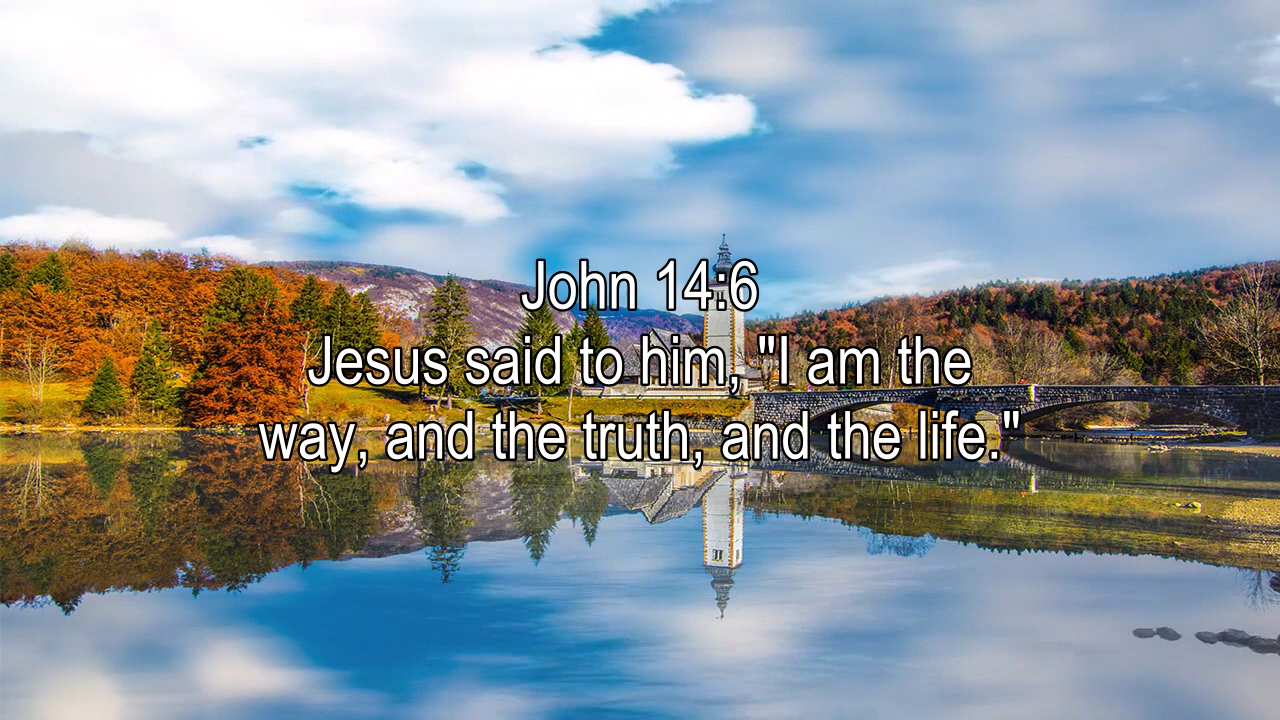 John 14:6
Jesus said to him, "I am the
way, and the truth, and the life."